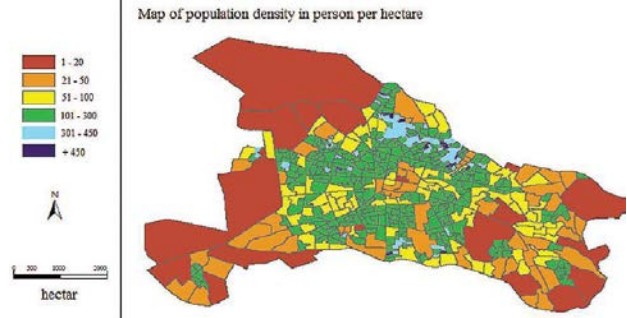 Map of population density in person per hectare
1 - 20
21 - 50
51 - 100
101 - 300
301 - 450
+ 450
N
hectar